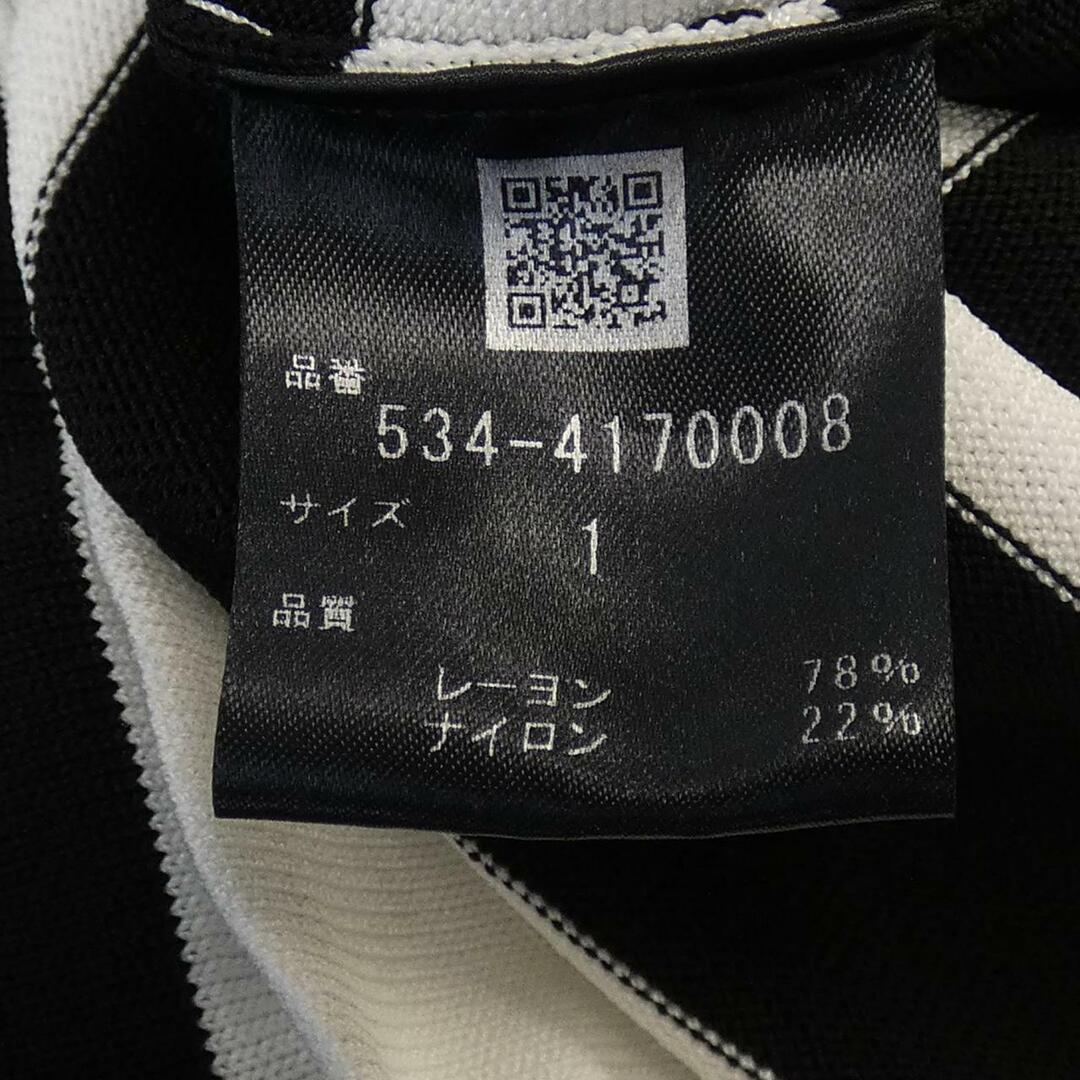 品番
534-4170008
サイズ
1
品質
レーヨン 78%
ナイロン 22%